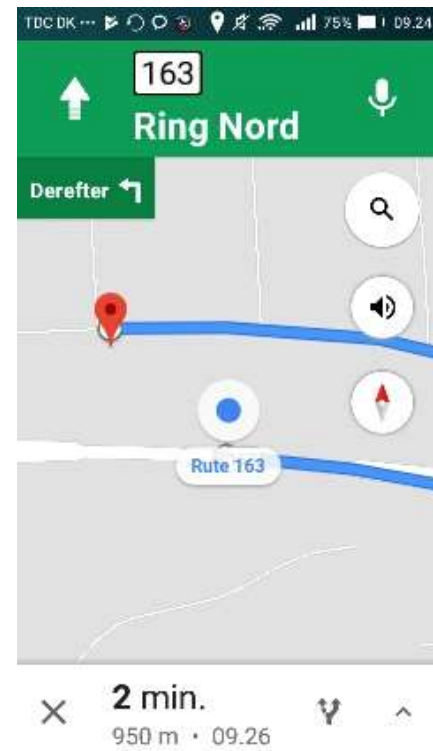 TDC DK ··· 75% 09.24
163
Ring Nord
Derefter
Rute 163
2 min.
950 m · 09.26